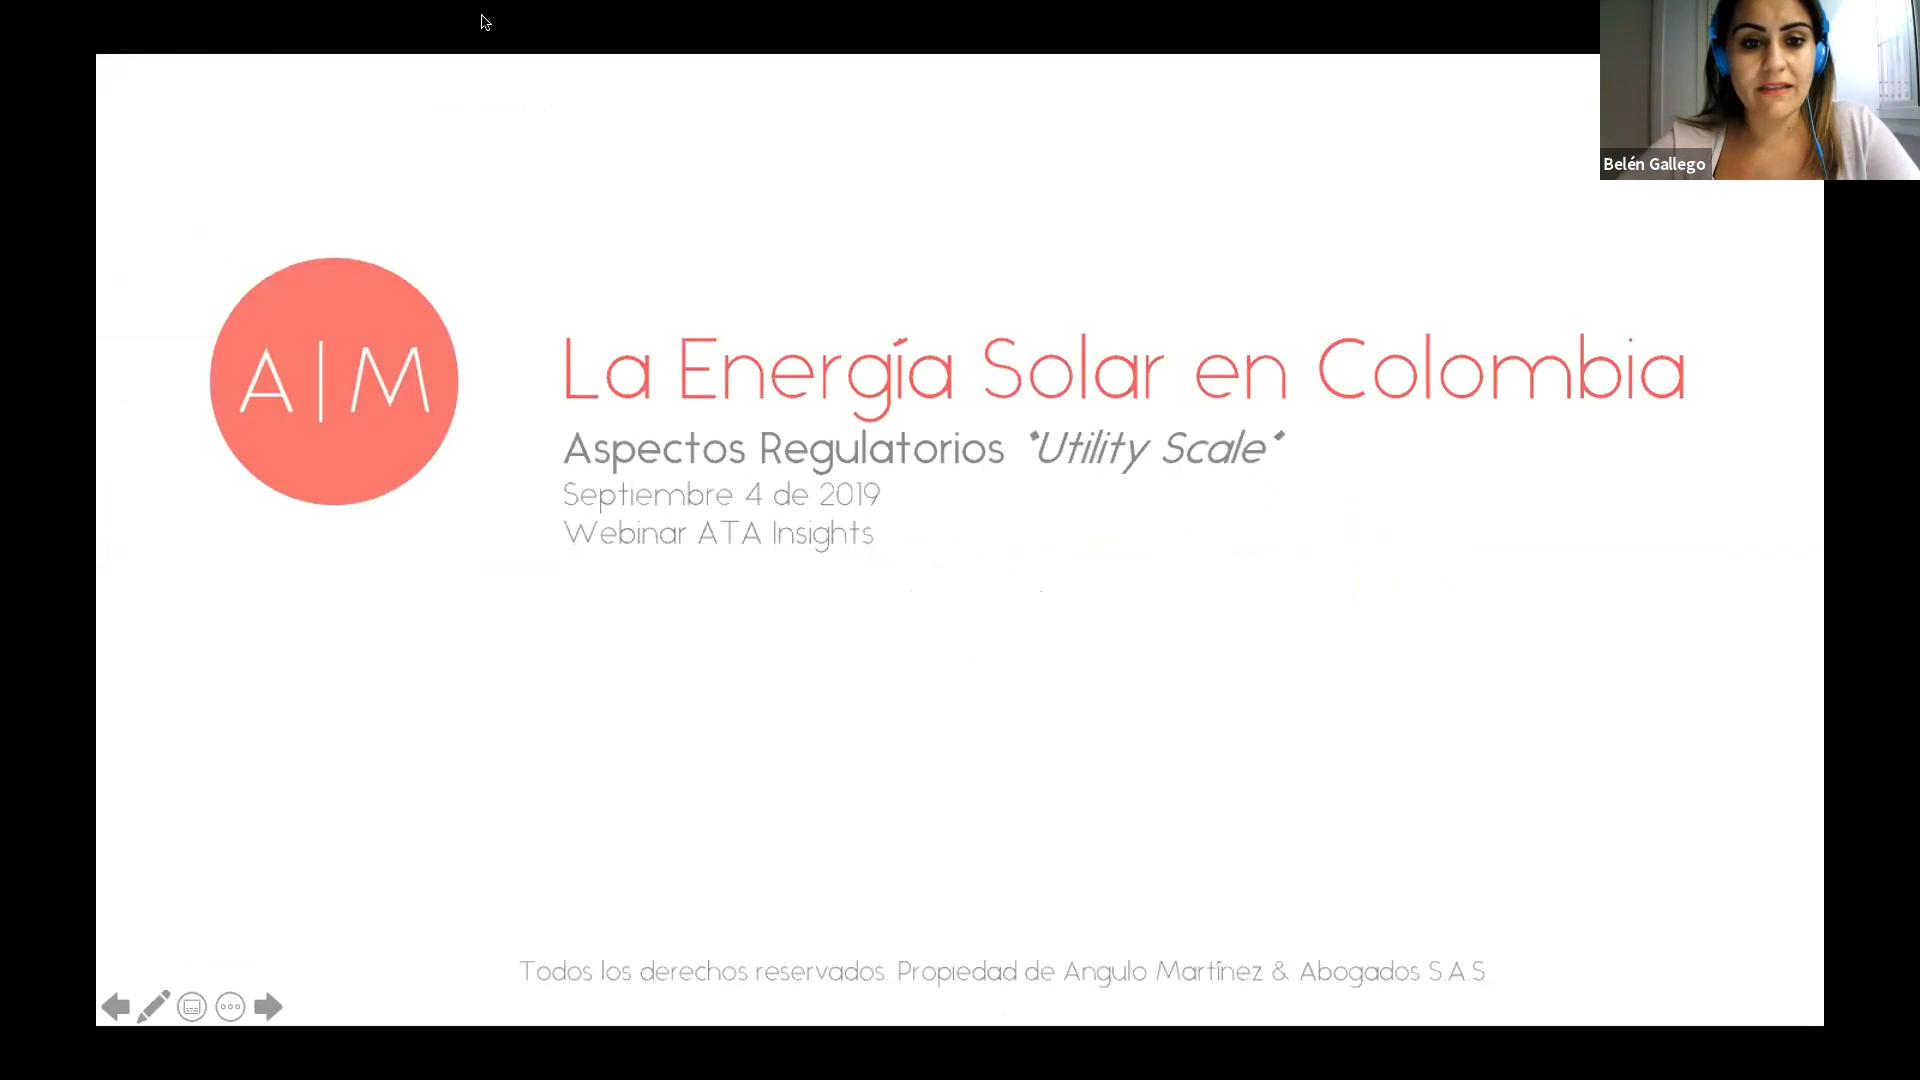 Belén Gallego
A|M
La Energía Solar en Colombia
Aspectos Regulatorios "Utility Scale"
Septiembre 4 de 2019
Webinar ATA Insights
Todos los derechos reservados. Propiedad de Angulo Martínez & Abogados S.A.S